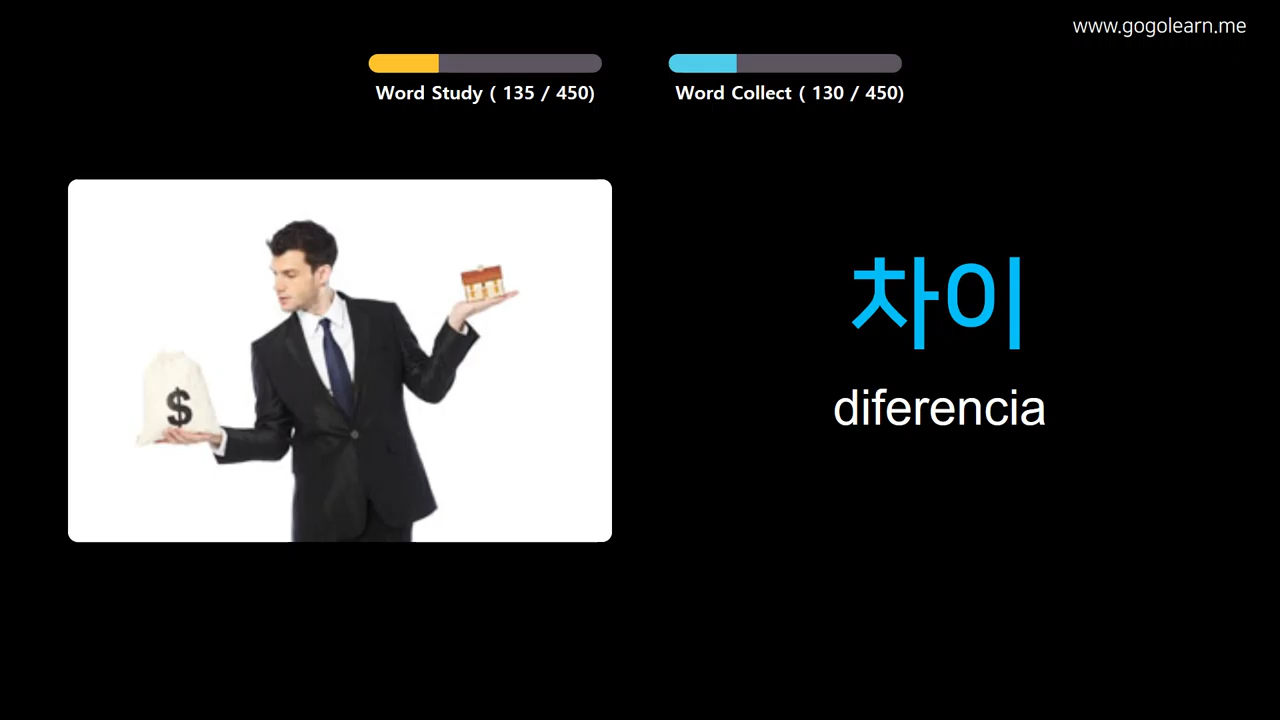 www.gogolearn.me
Word Study ( 135 / 450)
Word Collect ( 130 / 450)
$
차이
diferencia